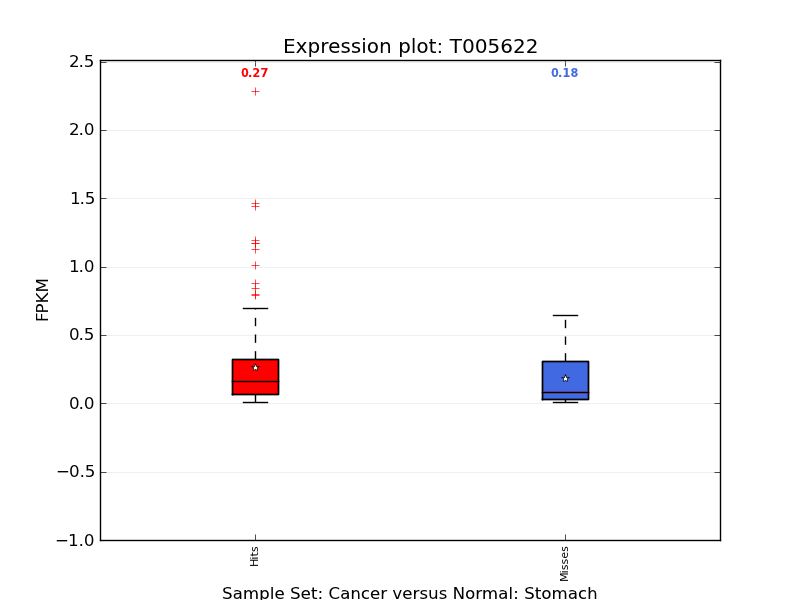 Expression plot: T005622
0.27 0.18
2.5
2.0
1.5
1.0
0.5
0.0
−0.5
−1.0
FPKM
Hits Misses
Sample Set: Cancer versus Normal: Stomach